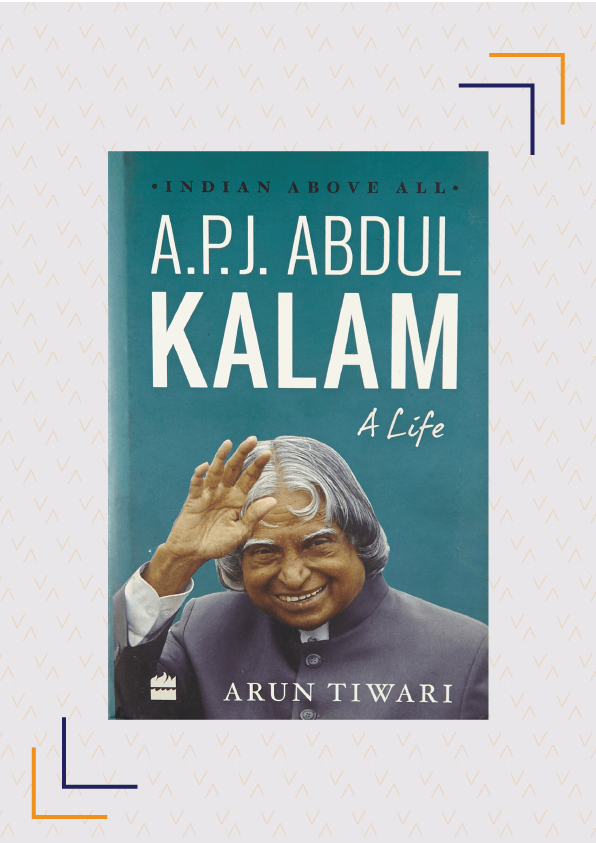 •INDIAN ABOVE ALL•
A.P.J. ABDUL
KALAM
A Life
ARUN TIWARI